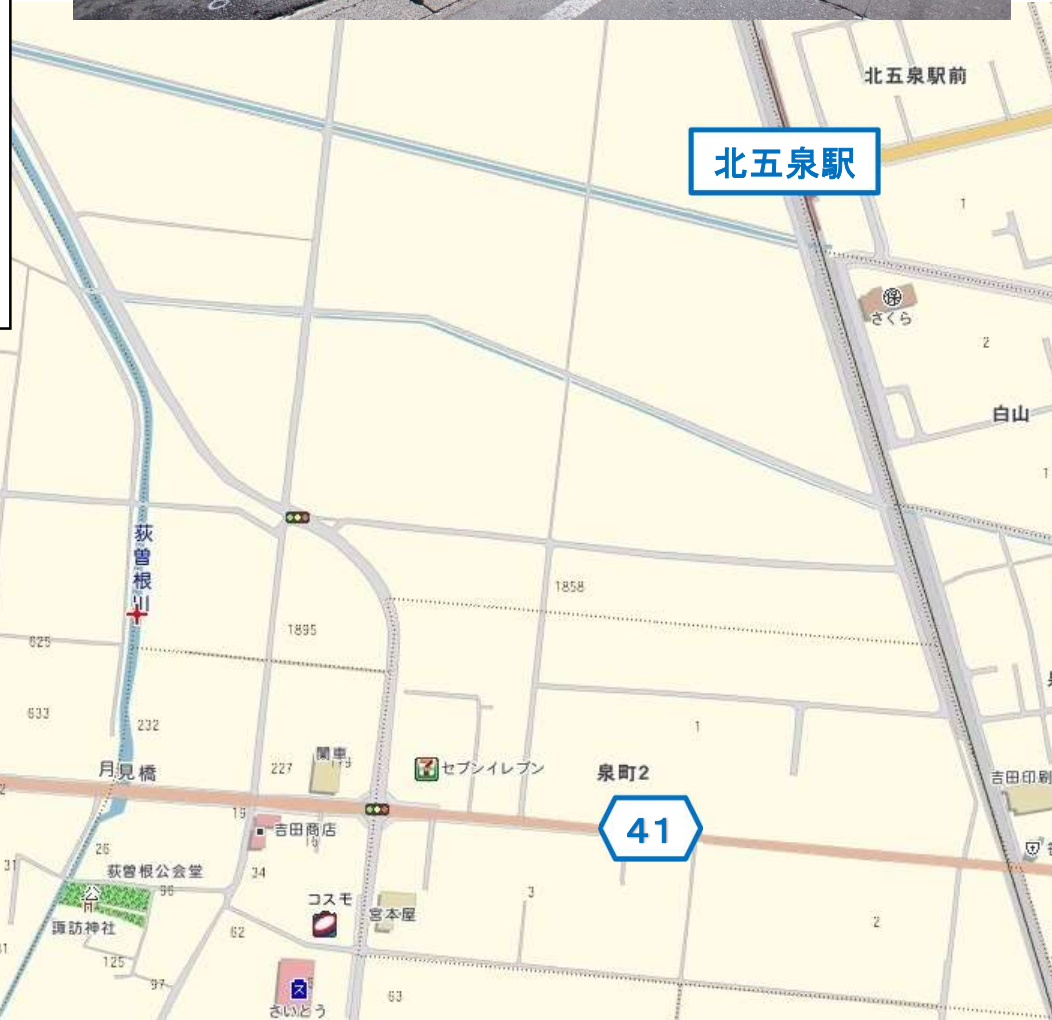 北五泉駅前
北五泉駅
1
さくら
2
白山
1
荻曽根川
1858
1895
625
633
232
1
月見橋
227
関車
セブンイレブン
泉町2
吉田印刷
41
19
吉田商店
26
31
荻曽根公会堂
96
34
コスモ
宮本屋
3
2
諏訪神社
62
125
97
さいとう
63